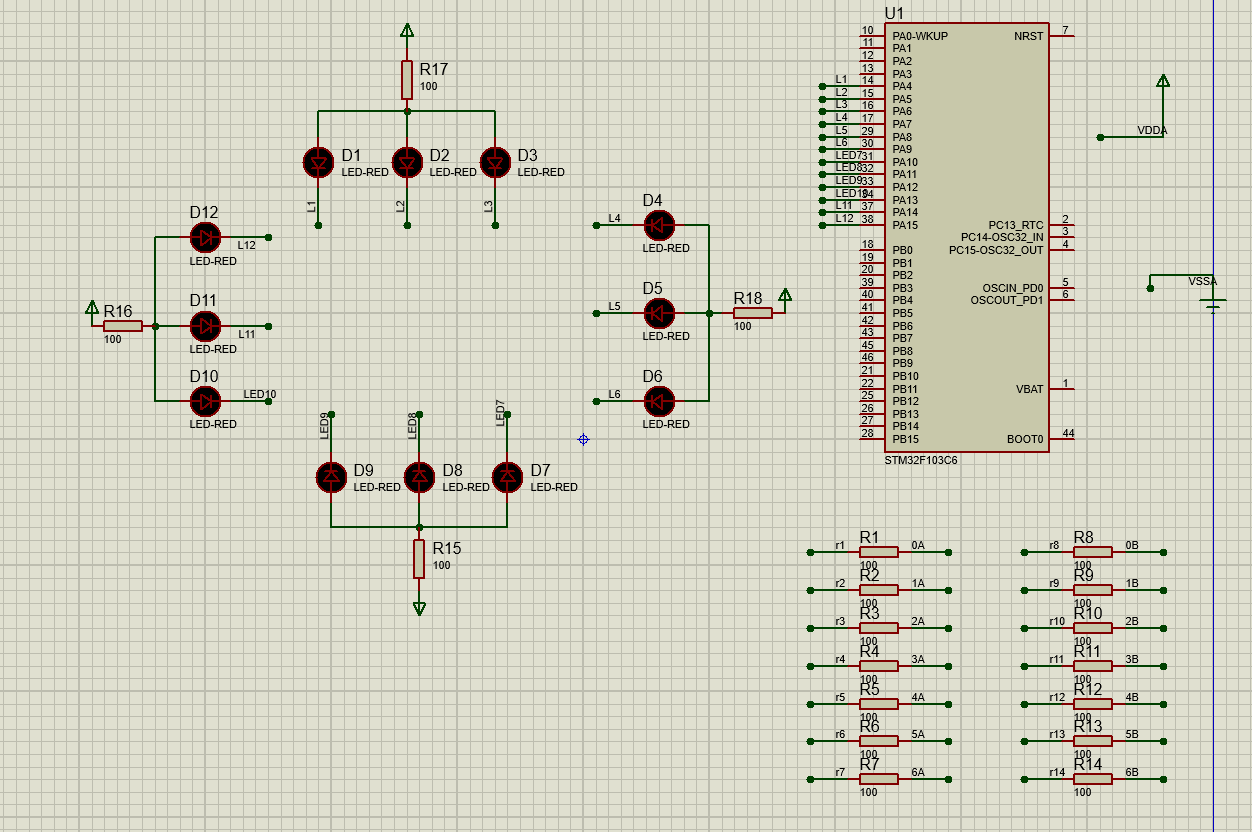 R17
100
D1
LED-RED
D2
LED-RED
D3
LED-RED
L1
L2
L3
D12
LED-RED
L12
D11
LED-RED
L11
D10
LED-RED
LED10
R16
100
D4
LED-RED
L4
D5
LED-RED
L5
D6
LED-RED
L6
R18
100
LED9
LED8
LED7
D9
LED-RED
D8
LED-RED
D7
LED-RED
R15
100
U1
10 PA0-WKUP
11 PA1
12 PA2
13 PA3
L1 14 PA4
L2 15 PA5
L3 16 PA6
L4 17 PA7
L5 29 PA8
L6 30 PA9
LED7 31 PA10
LED8 32 PA11
LED9 33 PA12
LED10 34 PA13
L11 37 PA14
L12 38 PA15
18 PB0
19 PB1
20 PB2
39 PB3
40 PB4
41 PB5
42 PB6
43 PB7
45 PB8
46 PB9
21 PB10
22 PB11
25 PB12
26 PB13
27 PB14
28 PB15
NRST 7
PC13_RTC 2
PC14-OSC32_IN 3
PC15-OSC32_OUT 4
OSCIN_PD0 5
OSCOUT_PD1 6
VBAT 1
BOOT0 44
STM32F103C6
VDDA
VSSA
r1 R1 0A
100
r2 R2 1A
100
r3 R3 2A
100
r4 R4 3A
100
r5 R5 4A
100
r6 R6 5A
100
r7 R7 6A
100
r8 R8 0B
100
r9 R9 1B
100
r10 R10 2B
100
r11 R11 3B
100
r12 R12 4B
100
r13 R13 5B
100
r14 R14 6B
100